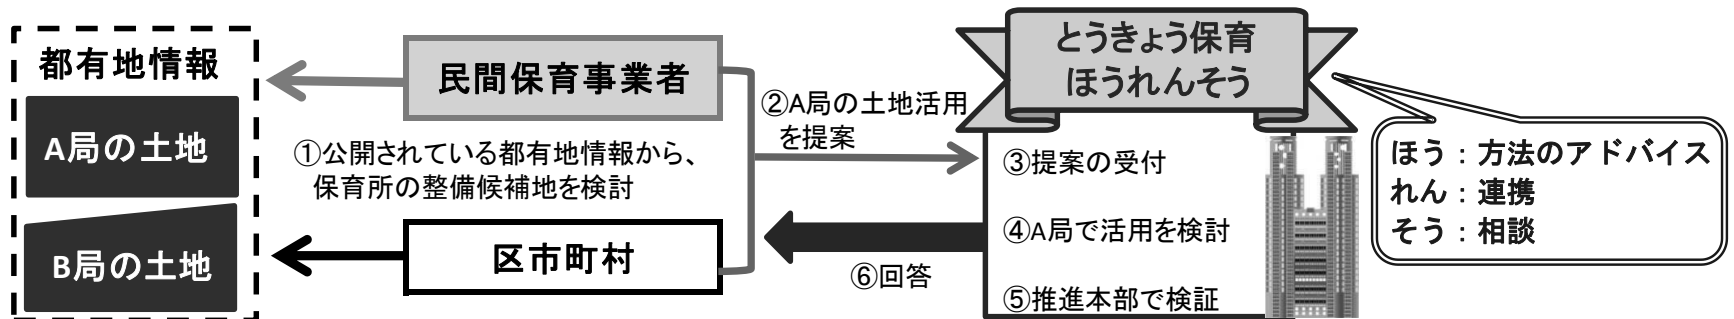 都有地情報
A局の土地
B局の土地
民間保育事業者
①公開されている都有地情報から、
保育所の整備候補地を検討
区市町村
②A局の土地活用
を提案
⑥回答
とうきょう保育
ほうれんそう
③提案の受付
④A局で活用を検討
⑤推進本部で検証
ほう：方法のアドバイス
れん：連携
そう：相談